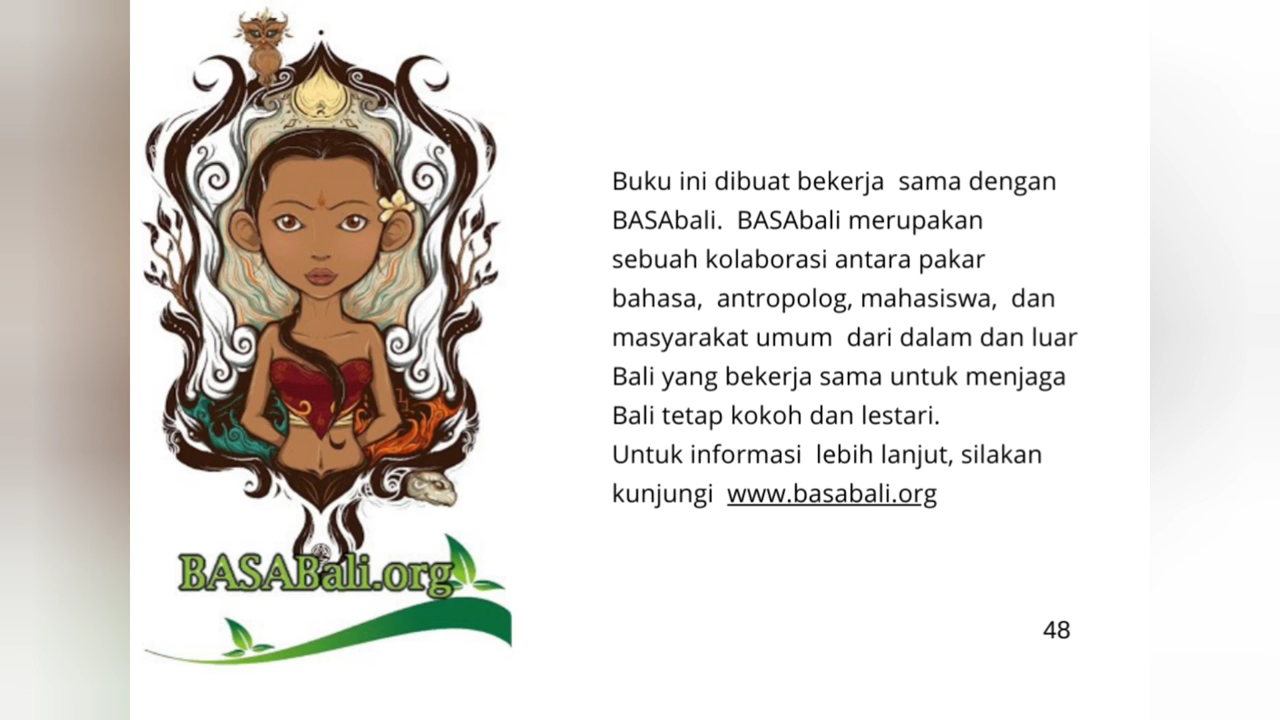 Buku ini dibuat bekerja sama dengan
BASAbali. BASAbali merupakan
sebuah kolaborasi antara pakar
bahasa, antropolog, mahasiswa, dan
masyarakat umum dari dalam dan luar
Bali yang bekerja sama untuk menjaga
Bali tetap kokoh dan lestari.
Untuk informasi lebih lanjut, silakan
kunjungi www.basabali.org
BASABali.org
48